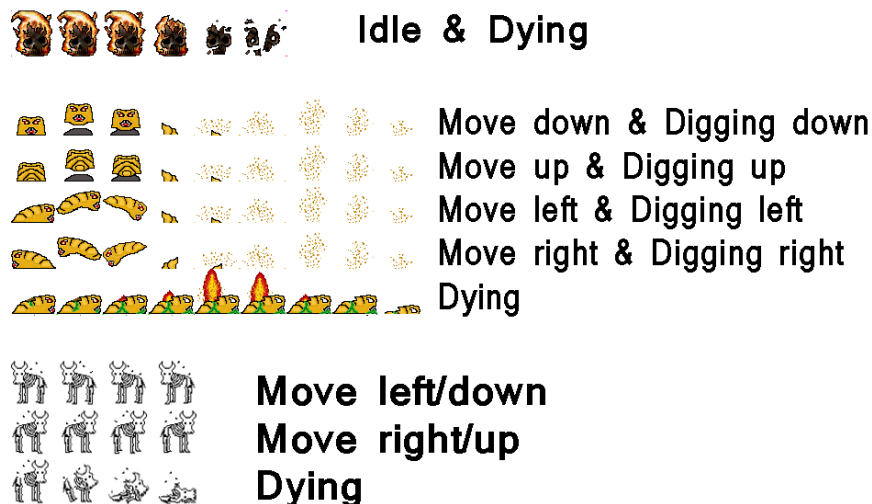 Idle & Dying
Move down & Digging down
Move up & Digging up
Move left & Digging left
Move right & Digging right
Dying
Move left/down
Move right/up
Dying